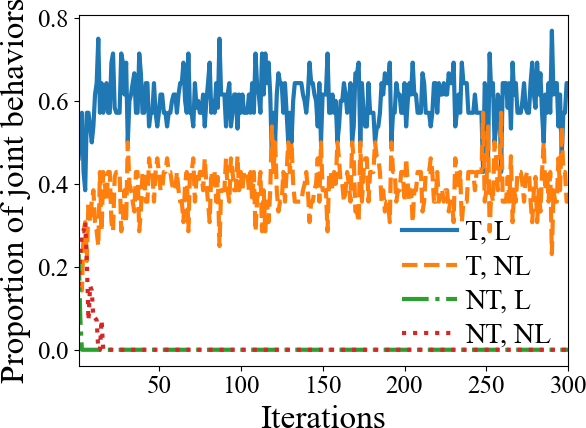 Proportion of joint behaviors
0.8
0.6
0.4
0.2
0.0
T, L
T, NL
NT, L
NT, NL
50
100
150
200
250
300
Iterations